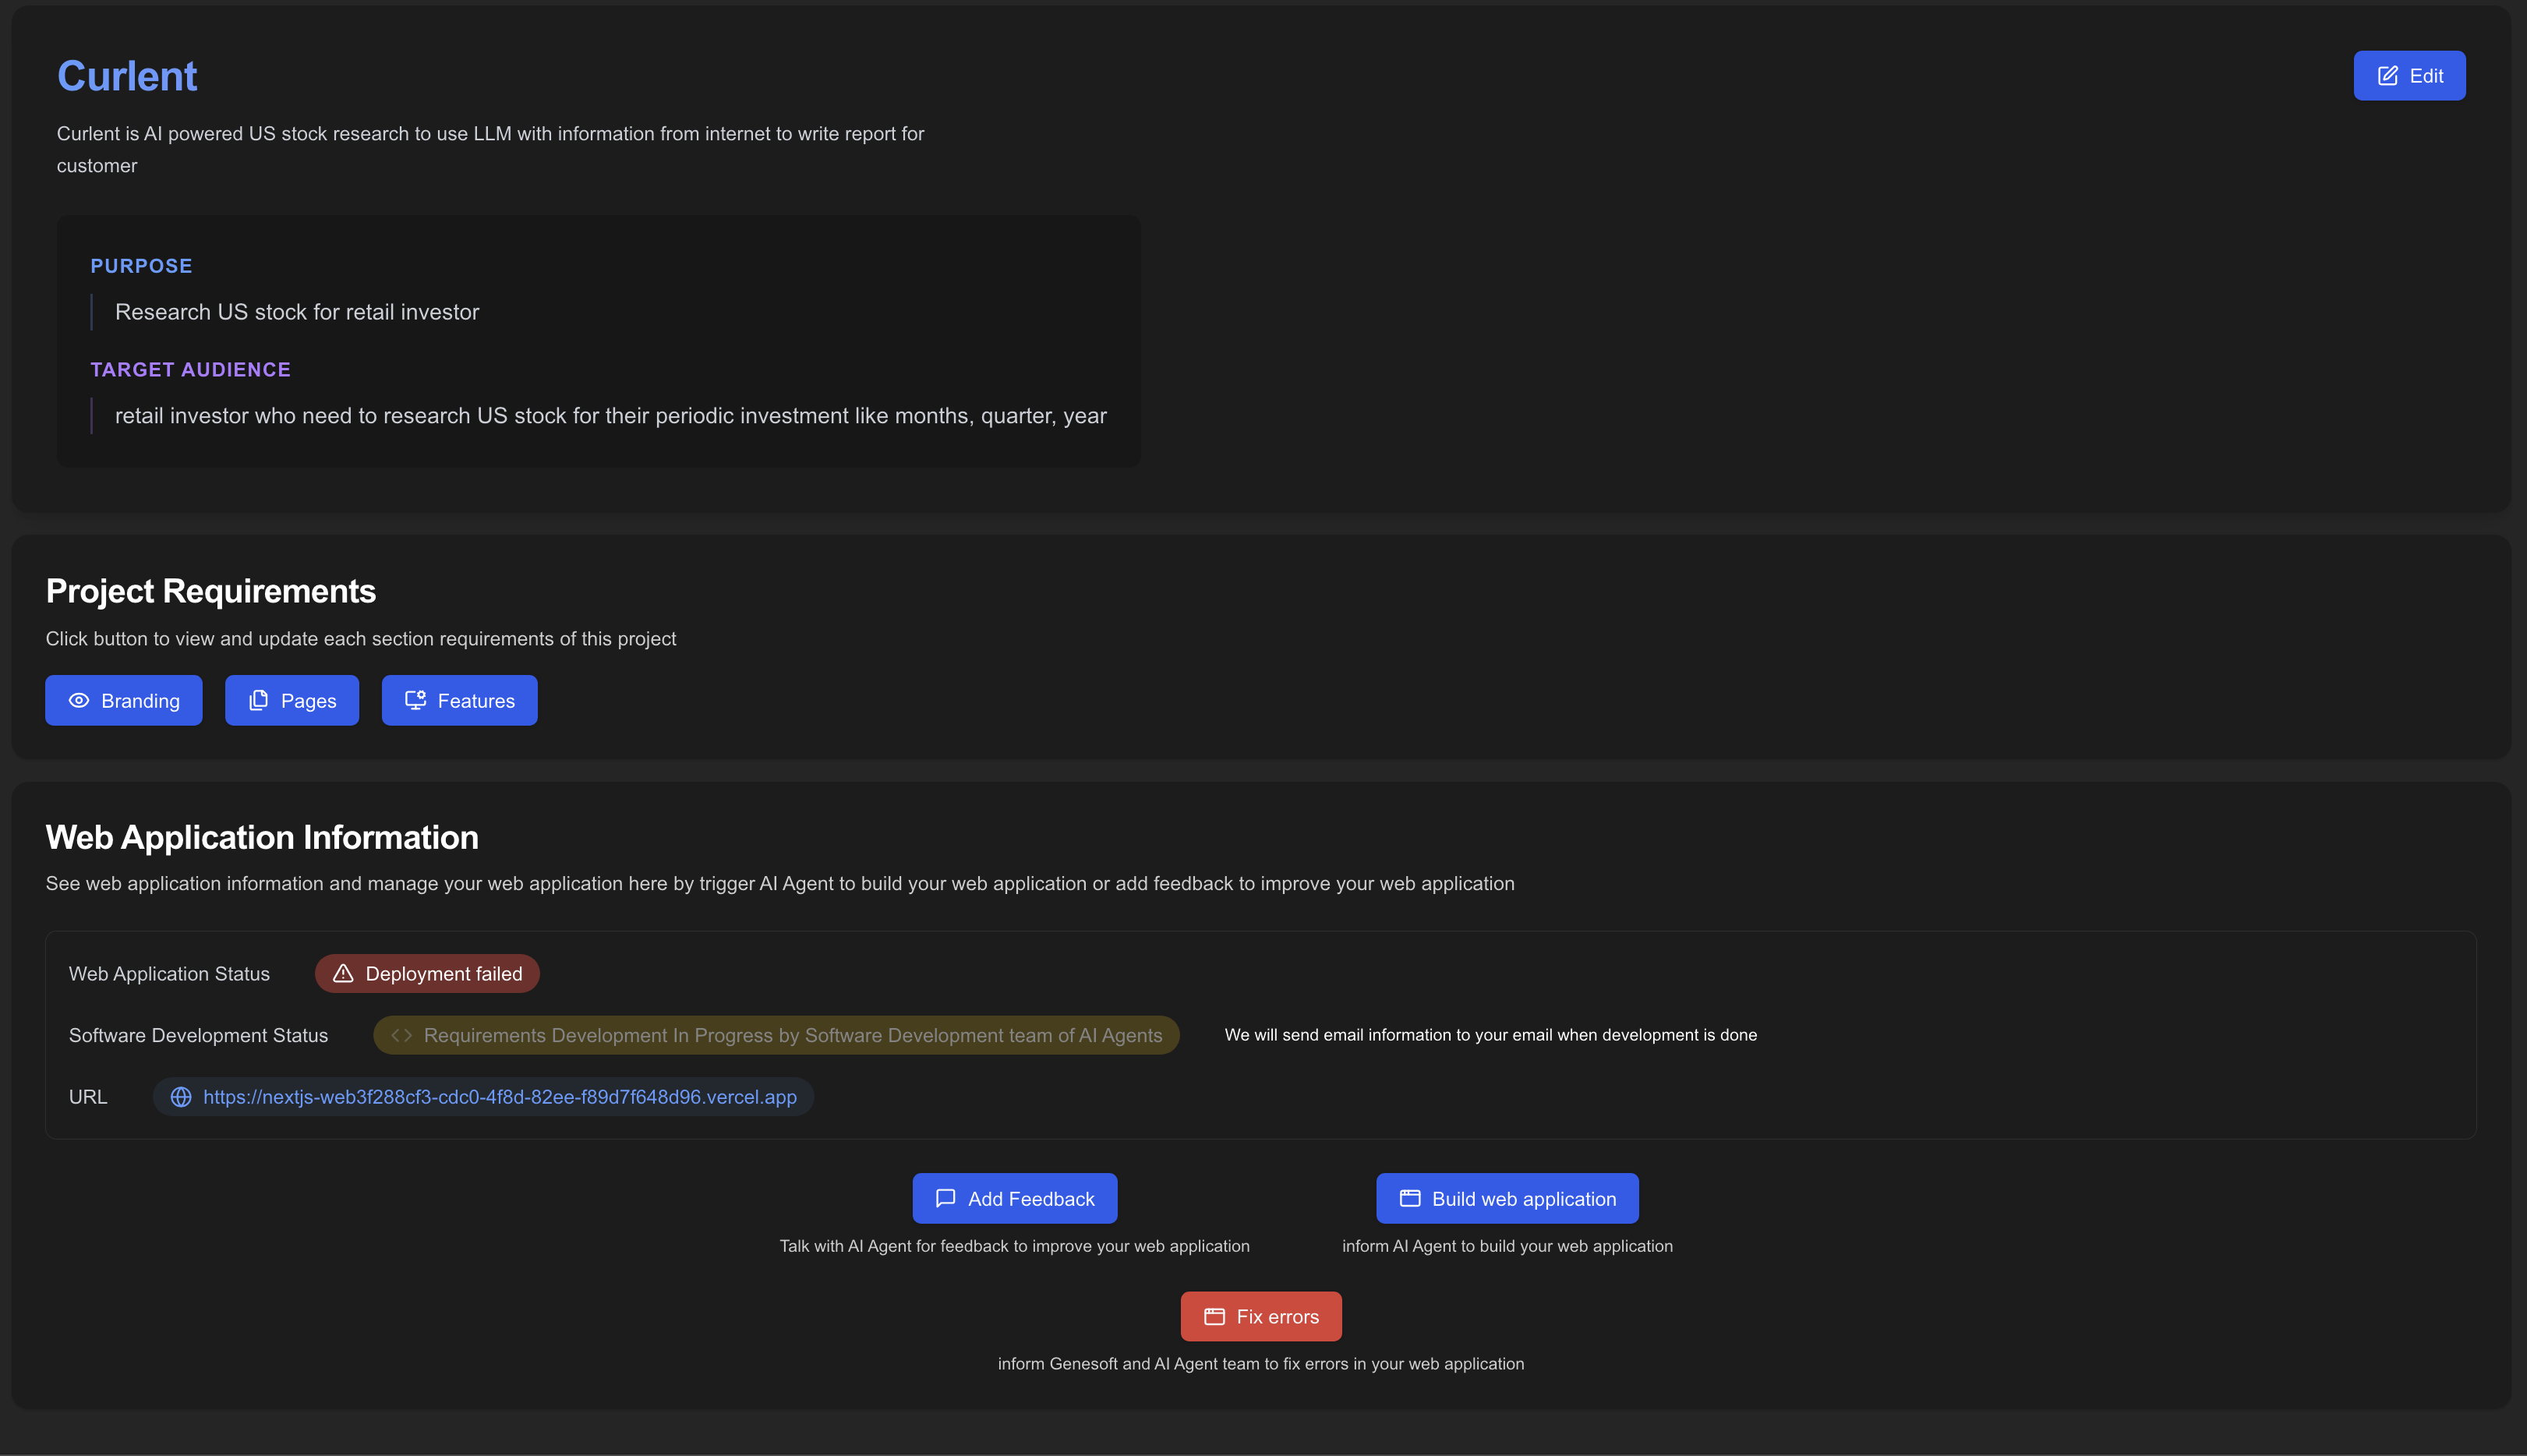 Curlent
Edit
Curlent is AI powered US stock research to use LLM with information from internet to write report for
customer
PURPOSE
Research US stock for retail investor
TARGET AUDIENCE
retail investor who need to research US stock for their periodic investment like months, quarter, year
Project Requirements
Click button to view and update each section requirements of this project
Branding
Pages
Features
Web Application Information
See web application information and manage your web application here by trigger AI Agent to build your web application or add feedback to improve your web application
Web Application Status
Deployment failed
Software Development Status
Requirements Development In Progress by Software Development team of AI Agents
We will send email information to your email when development is done
URL
https://nextjs-web3f288cf3-cdc0-4f8d-82ee-f89d7f648d96.vercel.app
Add Feedback
Talk with AI Agent for feedback to improve your web application
Build web application
inform AI Agent to build your web application
Fix errors
inform Genesoft and AI Agent team to fix errors in your web application